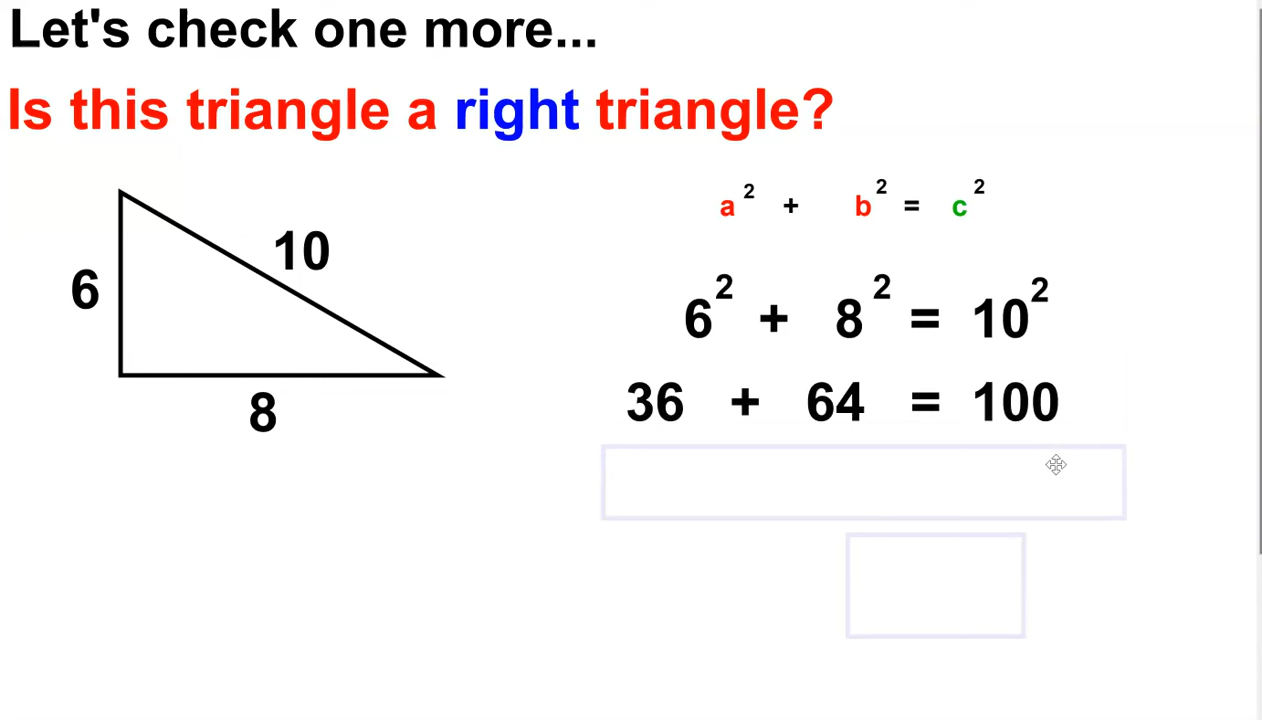 Let's check one more...
Is this triangle a right triangle?
a² + b² = c²
10
6
8
6² + 8² = 10²
36 + 64 = 100